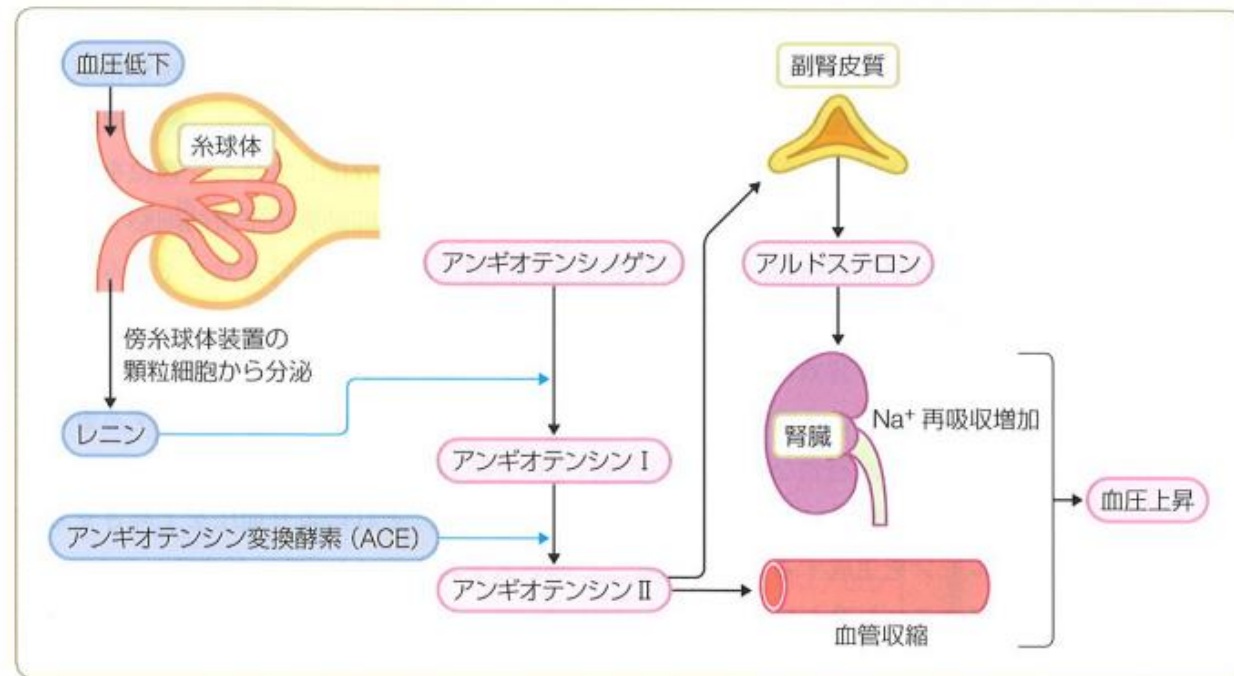 血圧低下
糸球体
傍糸球体装置の
顆粒細胞から分泌
レニン
アンギオテンシノゲン
アンギオテンシンⅠ
アンギオテンシン変換酵素(ACE)
アンギオテンシンⅡ
副腎皮質
アルドステロン
腎臓
Na⁺ 再吸収増加
血管収縮
血圧上昇